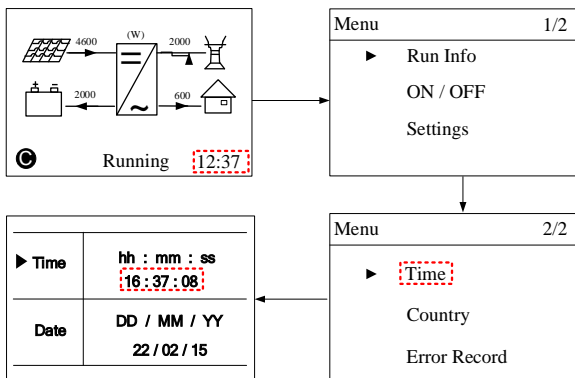 4600
(W)
2000
2000
600
C
Running 12:37
Menu 1/2
Run Info
ON / OFF
Settings
Menu 2/2
Time
Country
Error Record
Time
hh : mm : ss
16 : 37 : 08
Date
DD / MM / YY
22 / 02 / 15